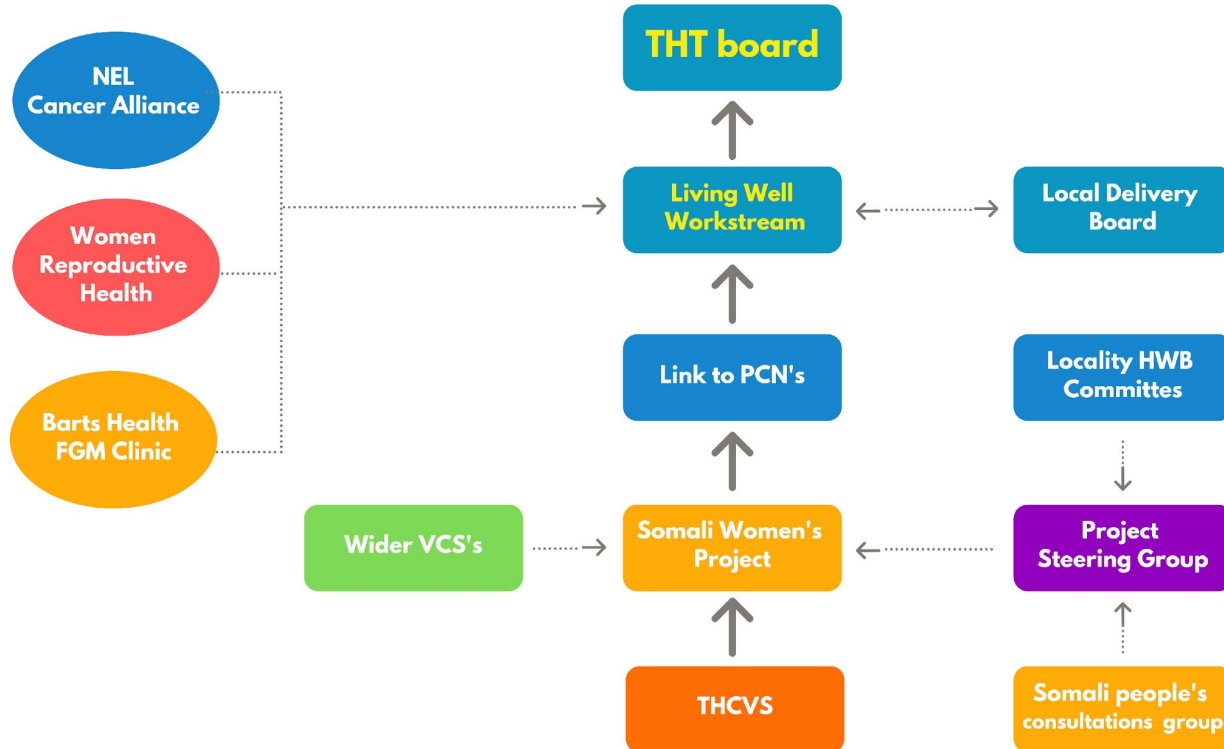 THT board
NEL
Cancer Alliance
Living Well
Workstream
Local Delivery
Board
Women
Reproductive
Health
Link to PCN's
Locality HWB
Committes
Barts Health
FGM Clinic
Wider VCS's
Somali Women's
Project
Project
Steering Group
THCVS
Somali people's
consultations group